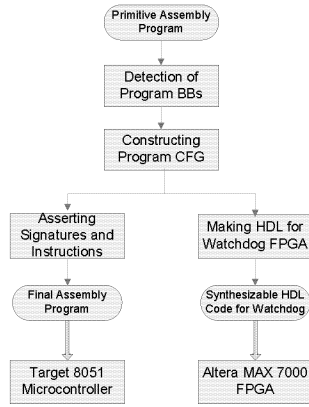 Primitive Assembly
Program
Detection of
Program BBs
Constructing
Program CFG
Asserting
Signatures and
Instructions
Making HDL for
Watchdog FPGA
Final Assembly
Program
Synthesizable HDL
Code for Watchdog
Target 8051
Microcontroller
Altera MAX 7000
FPGA